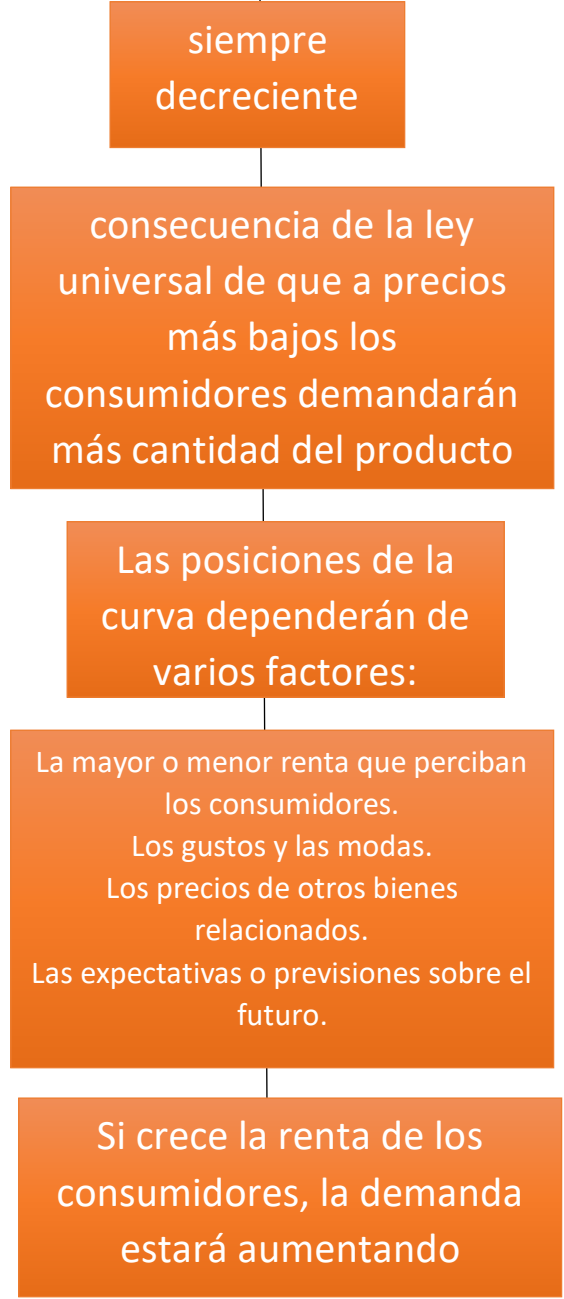 siempre
decreciente
consecuencia de la ley
universal de que a precios
más bajos los
consumidores demandarán
más cantidad del producto
Las posiciones de la
curva dependerán de
varios factores:
La mayor o menor renta que perciban
los consumidores.
Los gustos y las modas.
Los precios de otros bienes
relacionados.
Las expectativas o previsiones sobre el
futuro.
Si crece la renta de los
consumidores, la demanda
estará aumentando